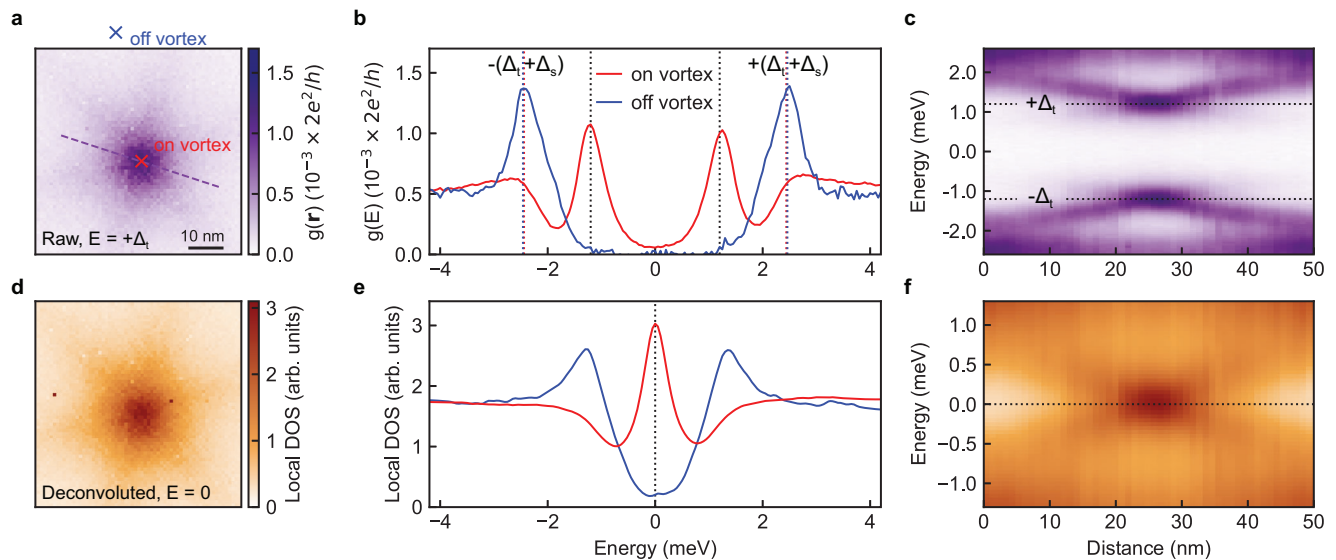 a
× off vortex
× on vortex
Raw, E = +Δt
10 nm
1.5
1.0
0.5
0.0
g(r) (10⁻³ × 2e²/h)
b
-(Δt+Δs)
+(Δt+Δs)
on vortex
off vortex
1.5
1.0
0.5
0.0
g(E) (10⁻³ × 2e²/h)
−4
−2
0
2
4
c
+Δt
-Δt
2.0
1.0
0.0
−1.0
−2.0
Energy (meV)
0
10
20
30
40
50
d
Deconvoluted, E = 0
3
2
1
0
Local DOS (arb. units)
e
3
2
1
0
Local DOS (arb. units)
−4
−2
0
2
4
Energy (meV)
f
1.0
0.5
0.0
−0.5
−1.0
Energy (meV)
0
10
20
30
40
50
Distance (nm)